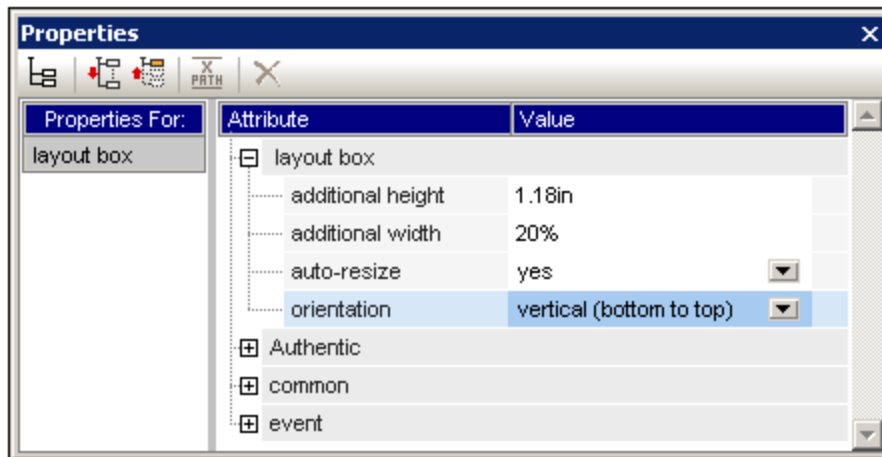 Properties
X
PATH
Properties For:
Attribute
Value
layout box
layout box
additional height
1.18in
additional width
20%
auto-resize
yes
orientation
vertical (bottom to top)
Authentic
common
event